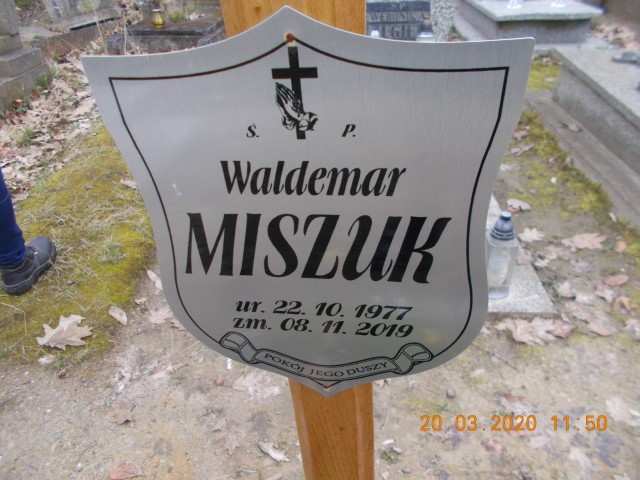 Ś. P.
Waldemar
MISZUK
ur. 22. 10. 1977
zm. 08. 11. 2019
POKÓJ JEGO DUSZY
20 03 2020 11:50